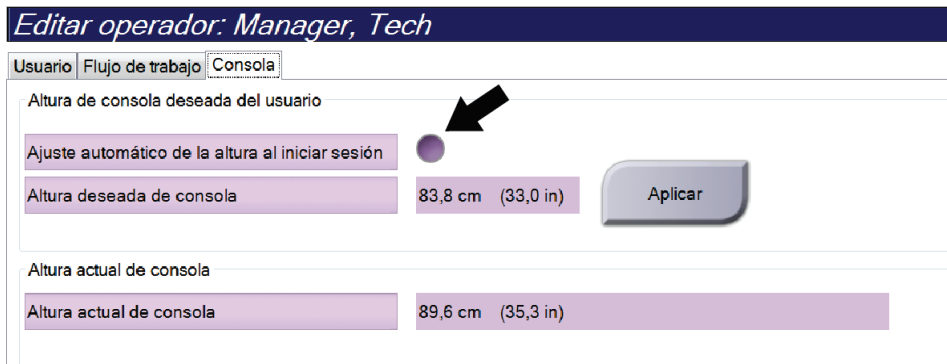 Editar operador: Manager, Tech
Usuario Flujo de trabajo Consola
Altura de consola deseada del usuario
Ajuste automático de la altura al iniciar sesión
Altura deseada de consola 83,8 cm (33,0 in) Aplicar
Altura actual de consola
Altura actual de consola 89,6 cm (35,3 in)